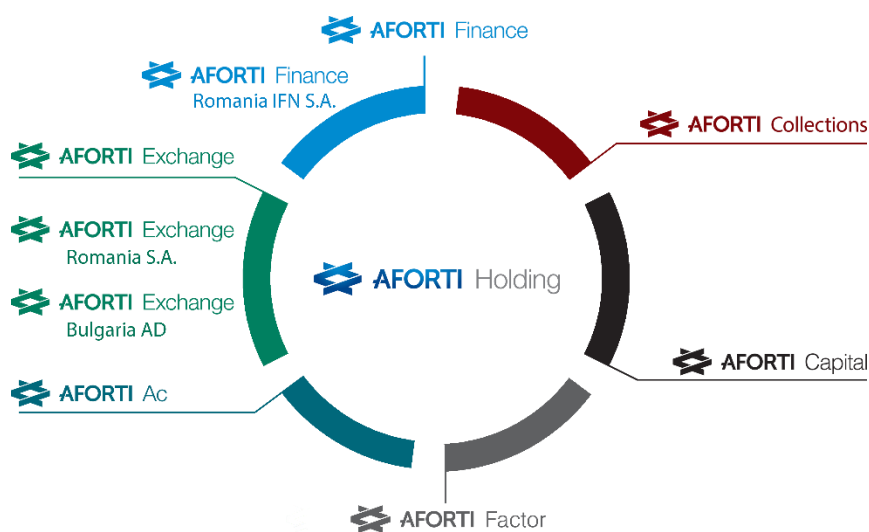 AFORTI Finance
AFORTI Finance
Romania IFN S.A.
AFORTI Collections
AFORTI Exchange
AFORTI Exchange
Romania S.A.
AFORTI Holding
AFORTI Exchange
Bulgaria AD
AFORTI Capital
AFORTI Ac
AFORTI Factor